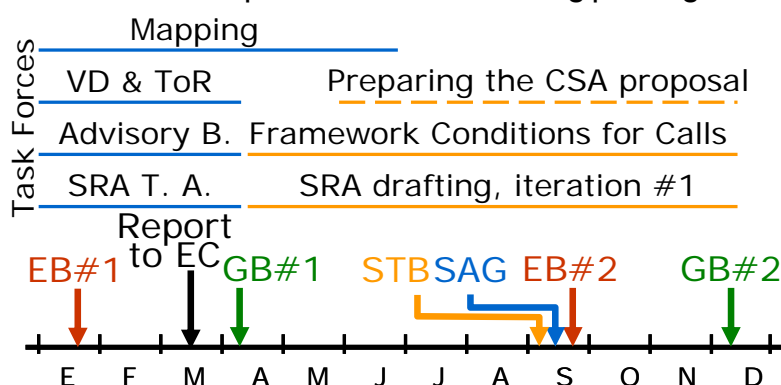 Mapping
VD & ToR
Preparing the CSA proposal
Advisory B.
Framework Conditions for Calls
SRA T. A.
SRA drafting, iteration #1
Task Forces
Report
to EC
EB#1
GB#1
STB
SAG
EB#2
GB#2
E F M A M J J A S O N D